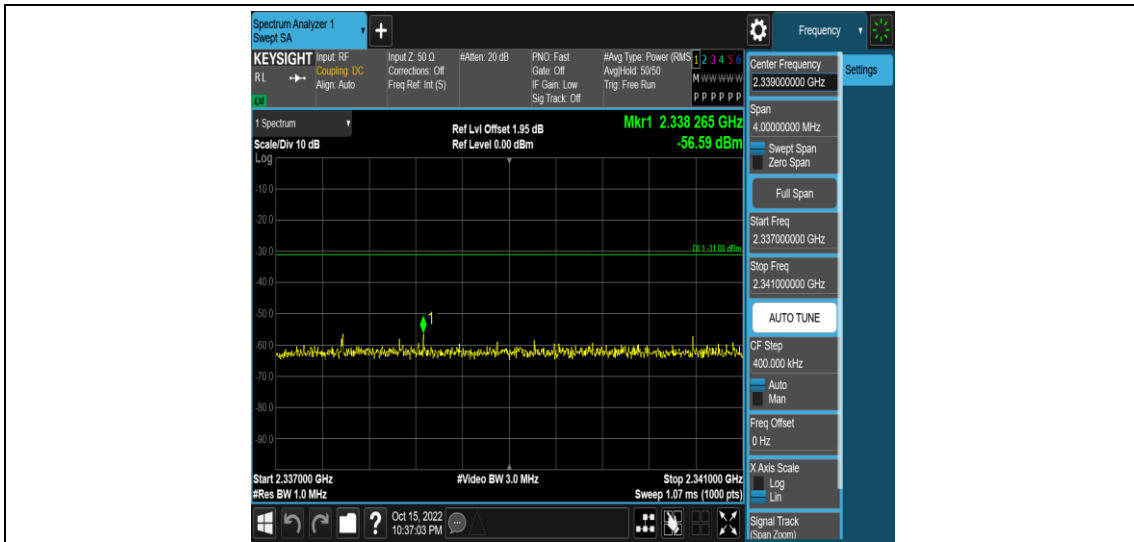 Spectrum Analyzer 1
Swept SA
+
Frequency
KEYSIGHT
RL
LXI
Input: RF
Coupling: DC
Align: Auto
Input Z: 50 Ω
Corrections: Off
Freq Ref: Int (S)
#Atten: 20 dB
PNO: Fast
Gate: Off
IF Gain: Low
Sig Track: Off
#Avg Type: Power (RMS
Avg|Hold: 50/50
Trig: Free Run
1 2 3 4 5 6
M W W W W W
P P P P P P
1 Spectrum
Scale/Div 10 dB
Log
Ref Lvl Offset 1.95 dB
Ref Level 0.00 dBm
Mkr1 2.338 265 GHz
-56.59 dBm
-10.0
-20.0
-30.0
DL1 -31.00 dBm
-40.0
-50.0
1
-60.0
-70.0
-80.0
-90.0
Start 2.337000 GHz
#Res BW 1.0 MHz
#Video BW 3.0 MHz
Stop 2.341000 GHz
Sweep 1.07 ms (1000 pts)
Oct 15, 2022
10:37:03 PM
?
Center Frequency
2.339000000 GHz
Settings
Span
4.00000000 MHz
Swept Span
Zero Span
Full Span
Start Freq
2.337000000 GHz
Stop Freq
2.341000000 GHz
AUTO TUNE
CF Step
400.000 kHz
Auto
Man
Freq Offset
0 Hz
X Axis Scale
Log
Lin
Signal Track
(Span Zoom)